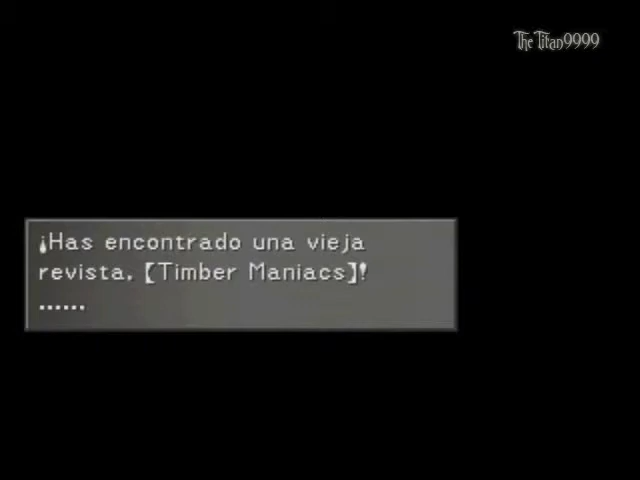 The Titan9999
¡Has encontrado una vieja
revista, 【Timber Maniacs】!
......